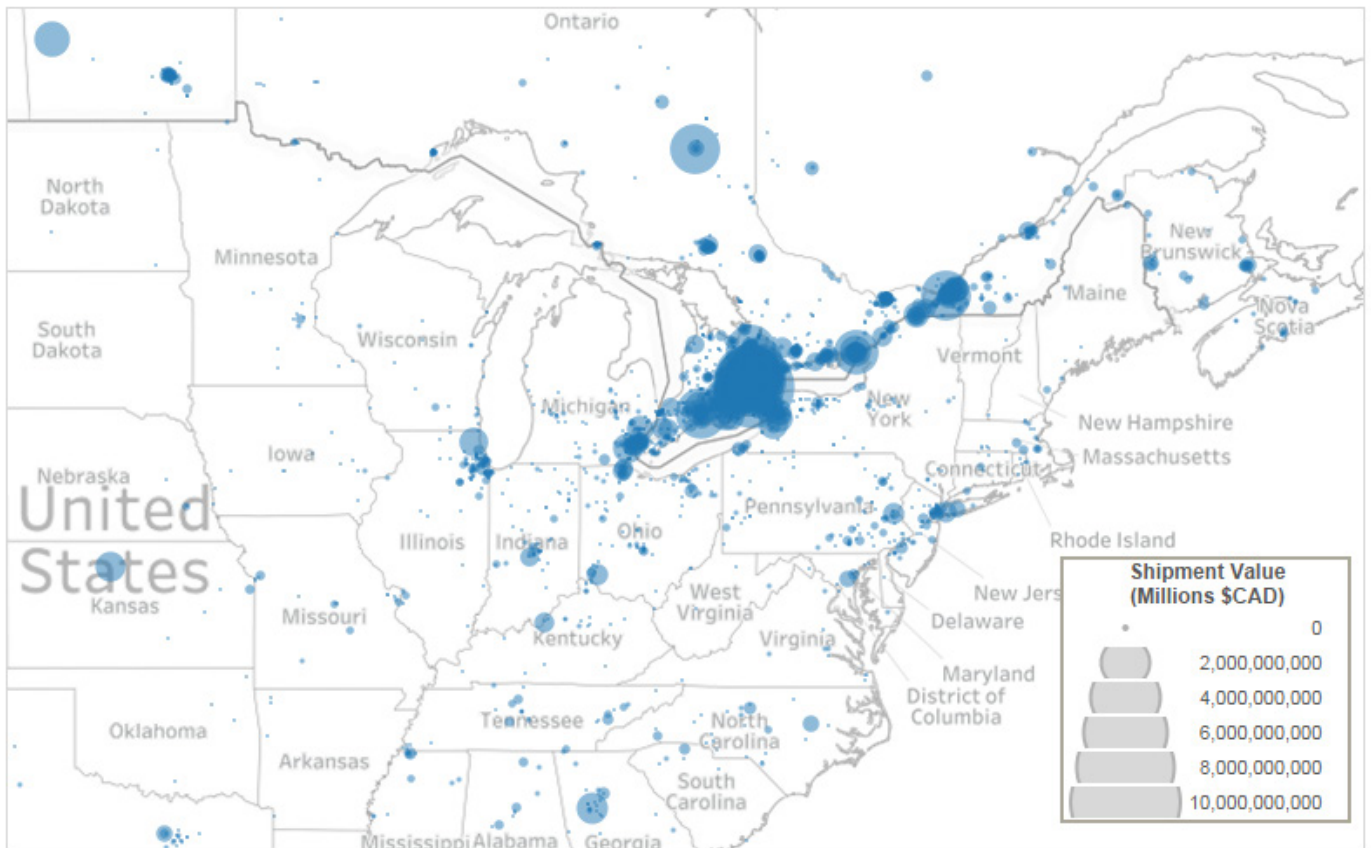 Ontario
North
Dakota
Minnesota
New
Brunswick
Maine
Nova
Scotia
South
Dakota
Wisconsin
Vermont
Michigan
New
York
New Hampshire
Massachusetts
Iowa
Nebraska
Connecticut
United
States
Pennsylvania
Illinois
Indiana
Ohio
Rhode Island
Kansas
West
Virginia
New Jers
Missouri
Kentucky
Virginia
Delaware
Maryland
District of
Columbia
Oklahoma
Tennessee
North
Carolina
Arkansas
South
Carolina
Mississippi
Alabama
Georgia
Shipment Value
(Millions $CAD)
0
2,000,000,000
4,000,000,000
6,000,000,000
8,000,000,000
10,000,000,000